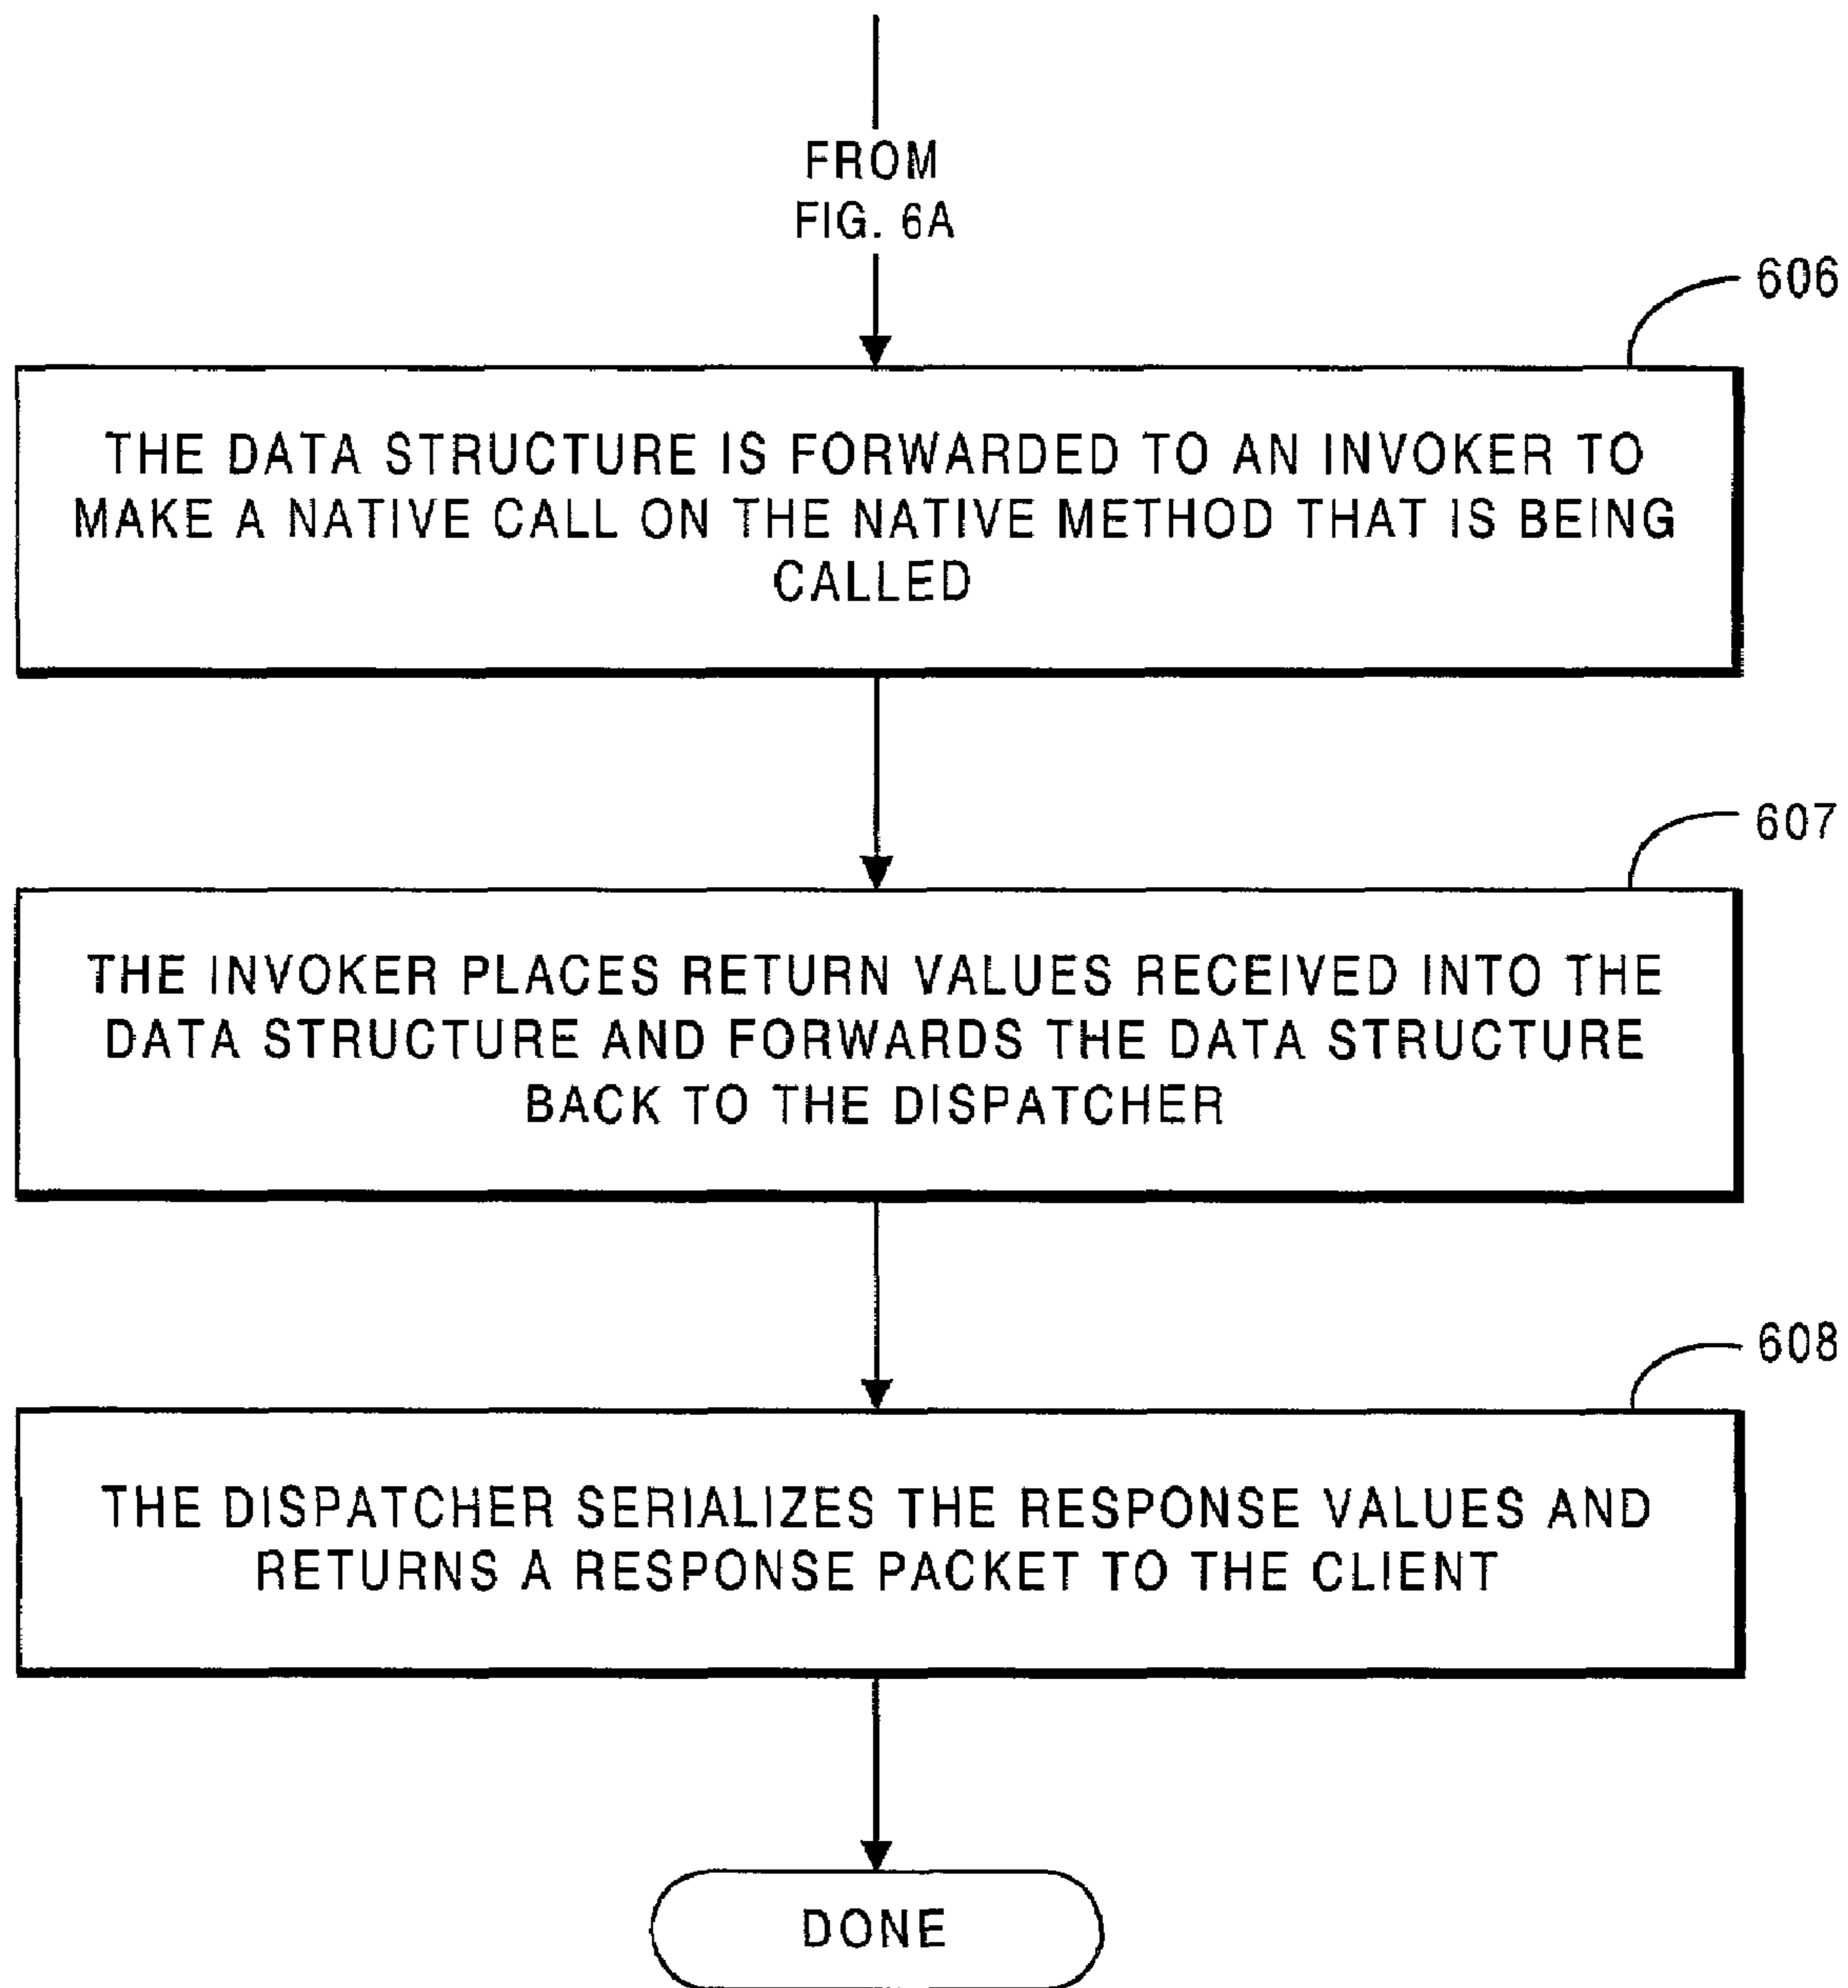 FROM
FIG. 6A
606
THE DATA STRUCTURE IS FORWARDED TO AN INVOKER TO
MAKE A NATIVE CALL ON THE NATIVE METHOD THAT IS BEING
CALLED
607
THE INVOKER PLACES RETURN VALUES RECEIVED INTO THE
DATA STRUCTURE AND FORWARDS THE DATA STRUCTURE
BACK TO THE DISPATCHER
608
THE DISPATCHER SERIALIZES THE RESPONSE VALUES AND
RETURNS A RESPONSE PACKET TO THE CLIENT
DONE